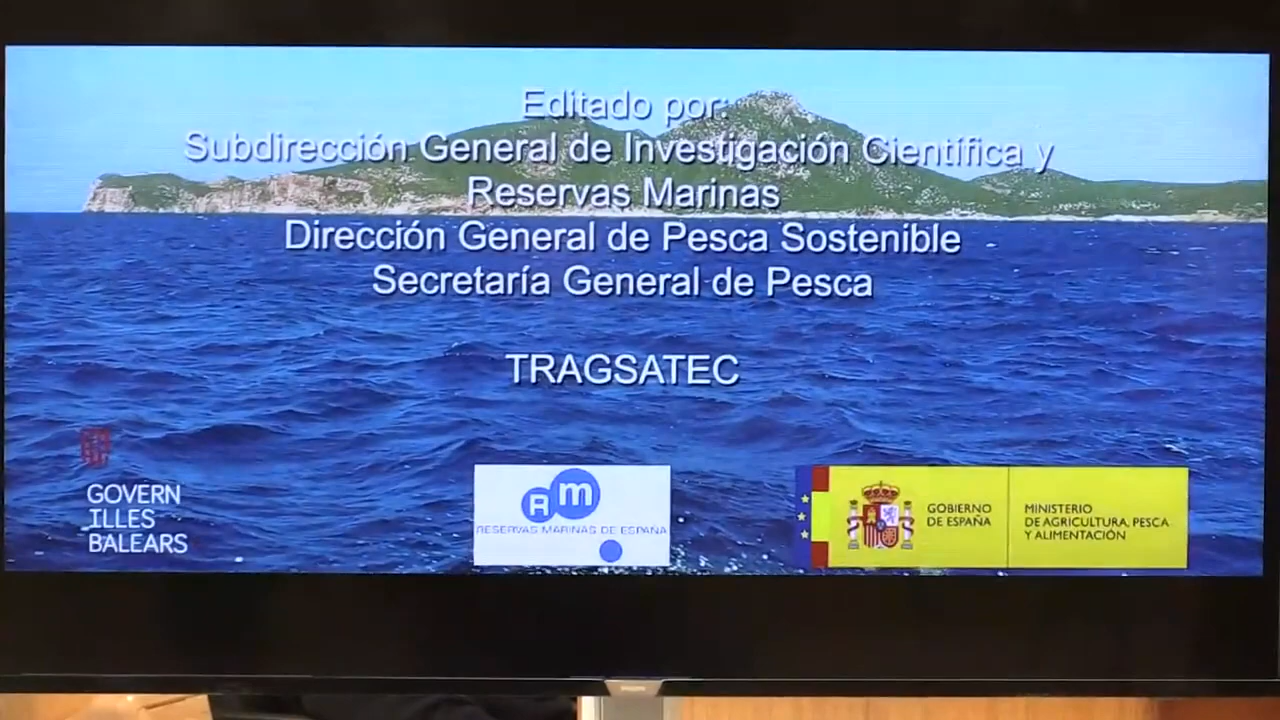 Editado por:
Subdirección General de Investigación Científica y
Reservas Marinas
Dirección General de Pesca Sostenible
Secretaría General de Pesca
TRAGSATEC
GOVERN
ILLES
BALEARS
Rm
RESERVAS MARINAS DE ESPAÑA
GOBIERNO
DE ESPAÑA
MINISTERIO
DE AGRICULTURA, PESCA
Y ALIMENTACIÓN